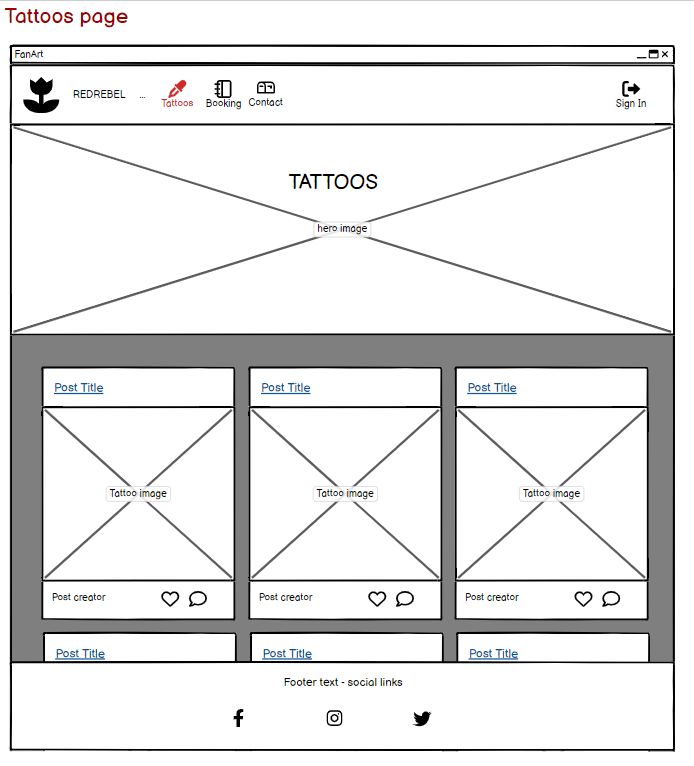 Tattoos page
FanArt
REDREBEL ... Tattoos Booking Contact Sign In
TATTOOS
hero image
Post Title Post Title Post Title
Tattoo image Tattoo image Tattoo image
Post creator Post creator Post creator
Post Title Post Title Post Title
Footer text - social links